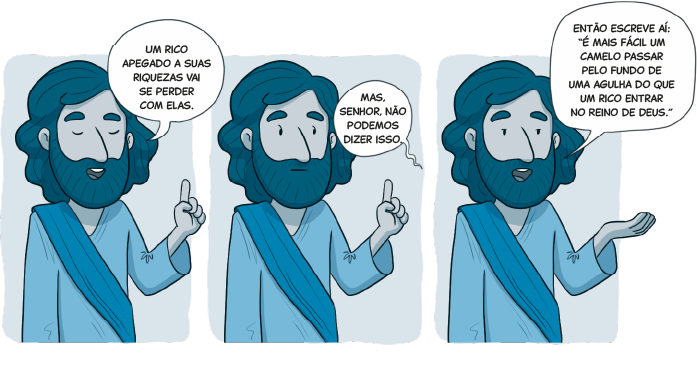 UM RICO
APEGADO A SUAS
RIQUEZAS VAI
SE PERDER
COM ELAS.
MAS,
SENHOR, NÃO
PODEMOS
DIZER ISSO.
ENTÃO ESCREVE AÍ:
“É MAIS FÁCIL UM
CAMELO PASSAR
PELO FUNDO DE
UMA AGULHA DO QUE
UM RICO ENTRAR
NO REINO DE DEUS.”